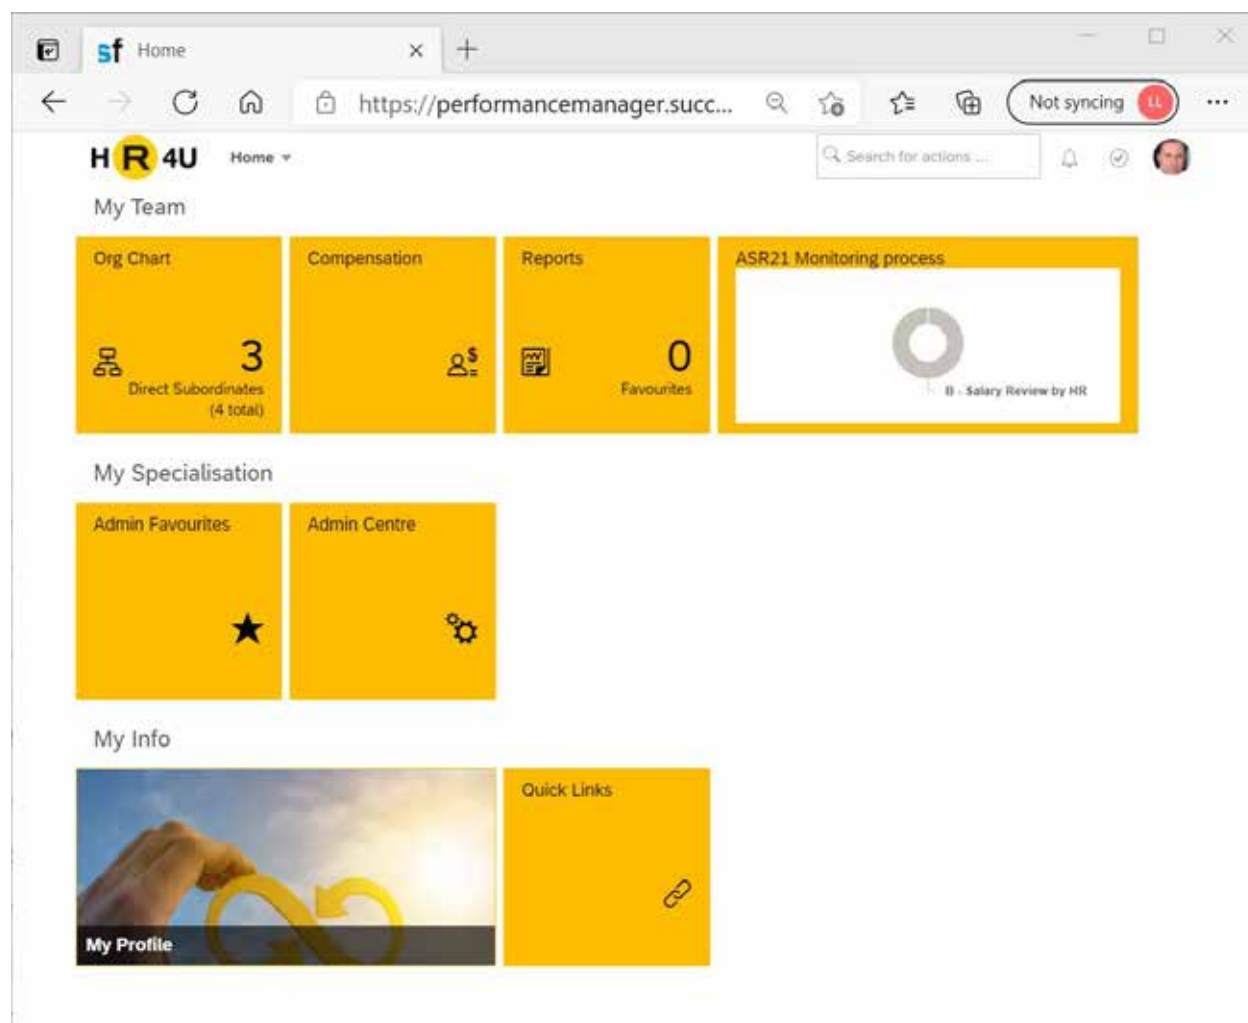 sf Home
https://performancemanager.succ...
Not syncing LL
HR4U Home
Search for actions ...
My Team
Org Chart
3
Direct Subordinates
(4 total)
Compensation
$
Reports
0
Favourites
ASR21 Monitoring process
B - Salary Review by HR
My Specialisation
Admin Favourites
Admin Centre
My Info
My Profile
Quick Links